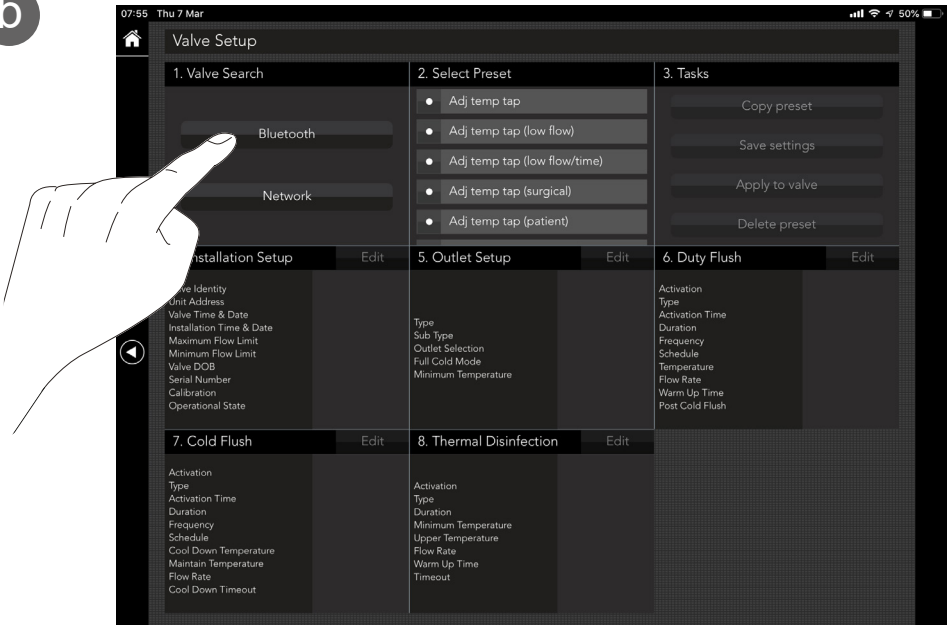 b
07:55 Thu 7 Mar
50%
Valve Setup
1. Valve Search
Bluetooth
Network
2. Select Preset
Adj temp tap
Adj temp tap (low flow)
Adj temp tap (low flow/time)
Adj temp tap (surgical)
Adj temp tap (patient)
3. Tasks
Copy preset
Save settings
Apply to valve
Delete preset
nstallation Setup Edit
ve Identity
Unit Address
Valve Time & Date
Installation Time & Date
Maximum Flow Limit
Minimum Flow Limit
Valve DOB
Serial Number
Calibration
Operational State
5. Outlet Setup Edit
Type
Sub Type
Outlet Selection
Full Cold Mode
Minimum Temperature
6. Duty Flush Edit
Activation
Type
Activation Time
Duration
Frequency
Schedule
Temperature
Flow Rate
Warm Up Time
Post Cold Flush
7. Cold Flush Edit
Activation
Type
Activation Time
Duration
Frequency
Schedule
Cool Down Temperature
Maintain Temperature
Flow Rate
Cool Down Timeout
8. Thermal Disinfection Edit
Activation
Type
Duration
Minimum Temperature
Upper Temperature
Flow Rate
Warm Up Time
Timeout